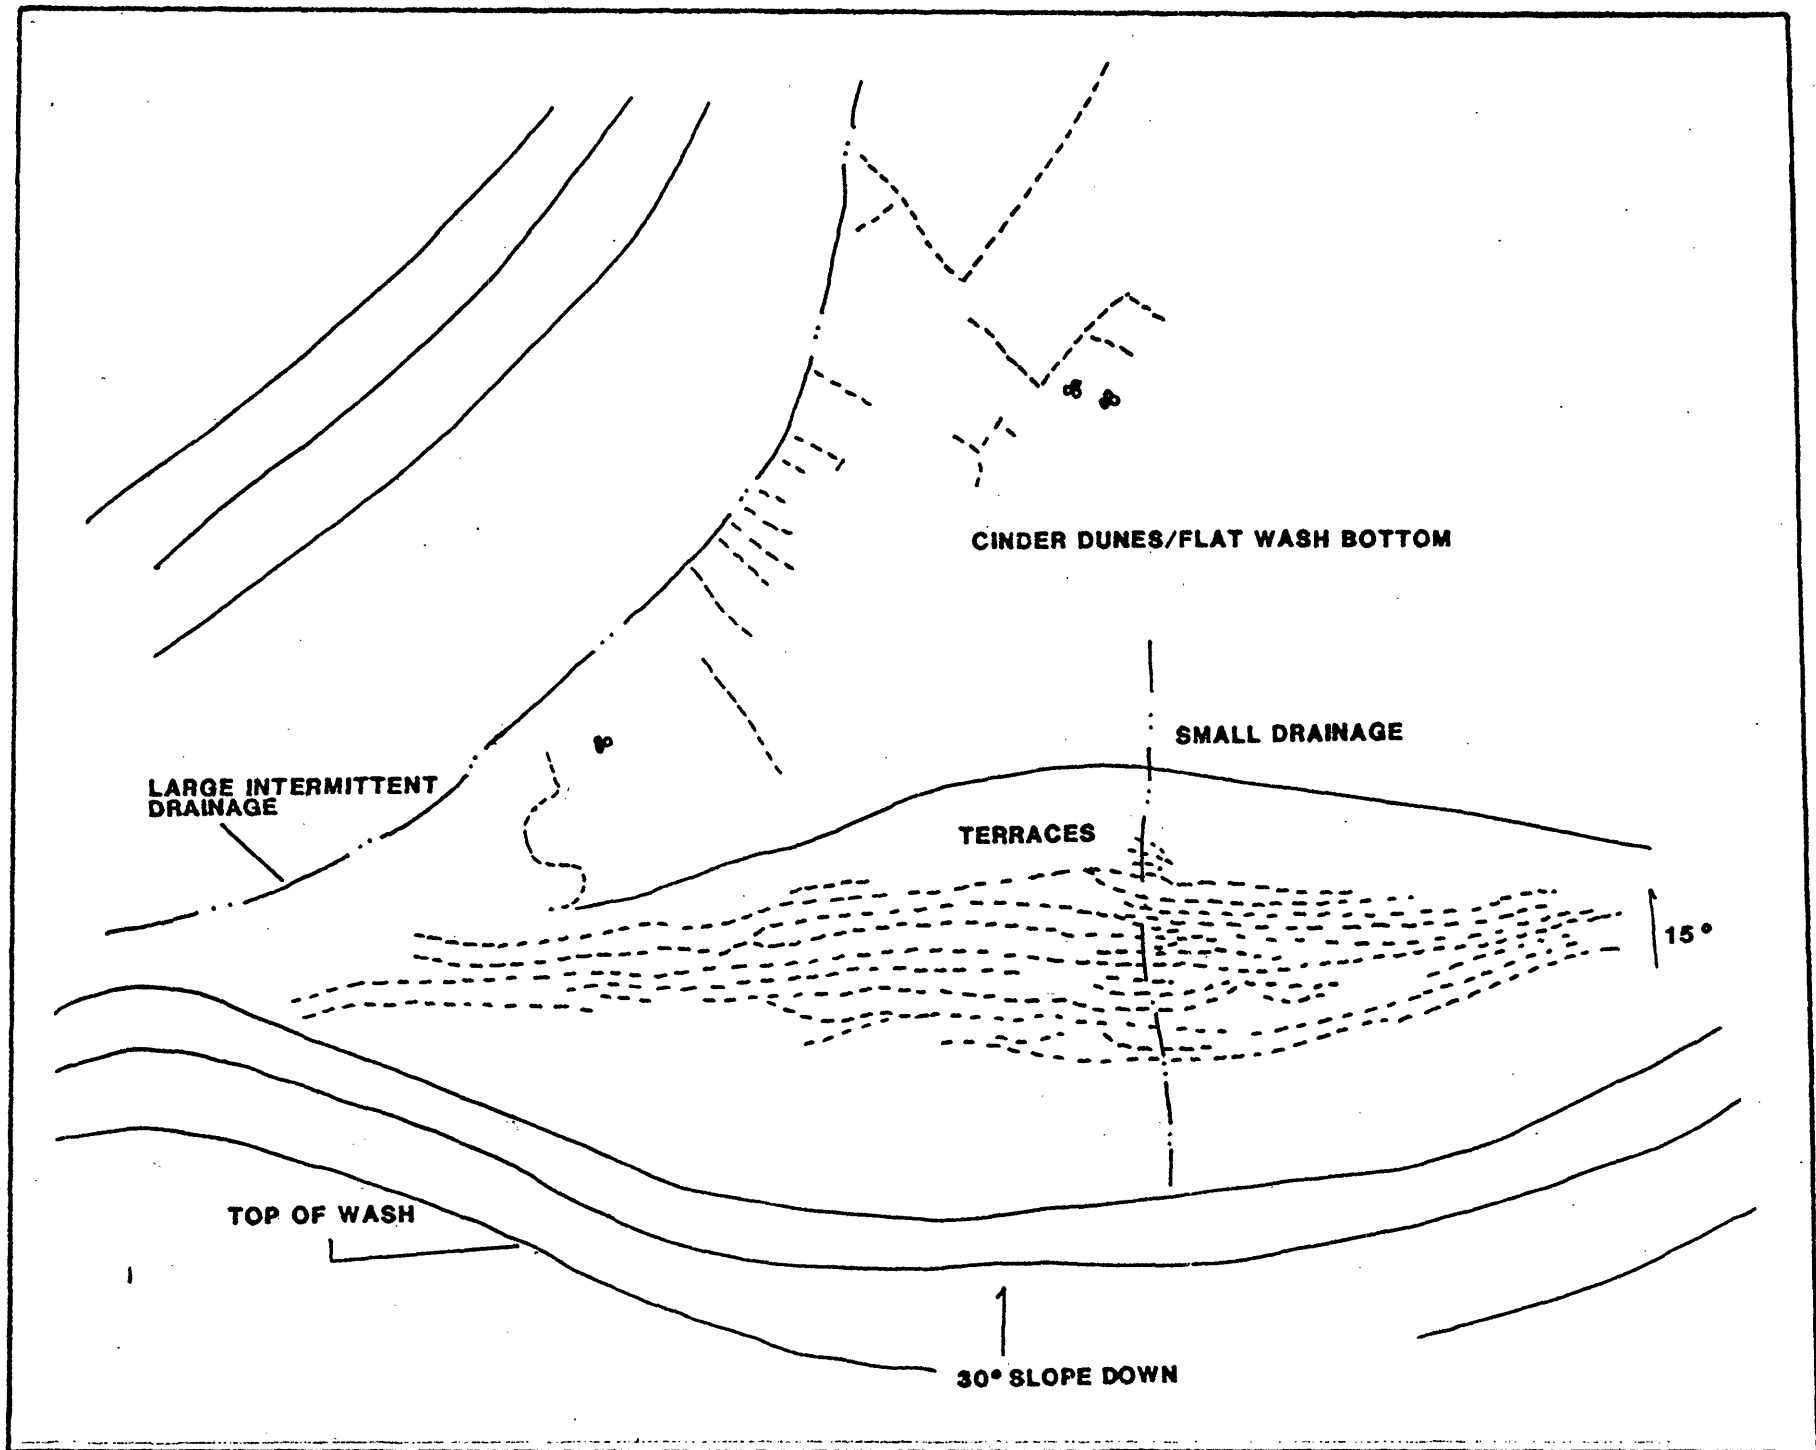 CINDER DUNES/FLAT WASH BOTTOM
SMALL DRAINAGE
LARGE INTERMITTENT
DRAINAGE
TERRACES
15°
TOP OF WASH
30° SLOPE DOWN